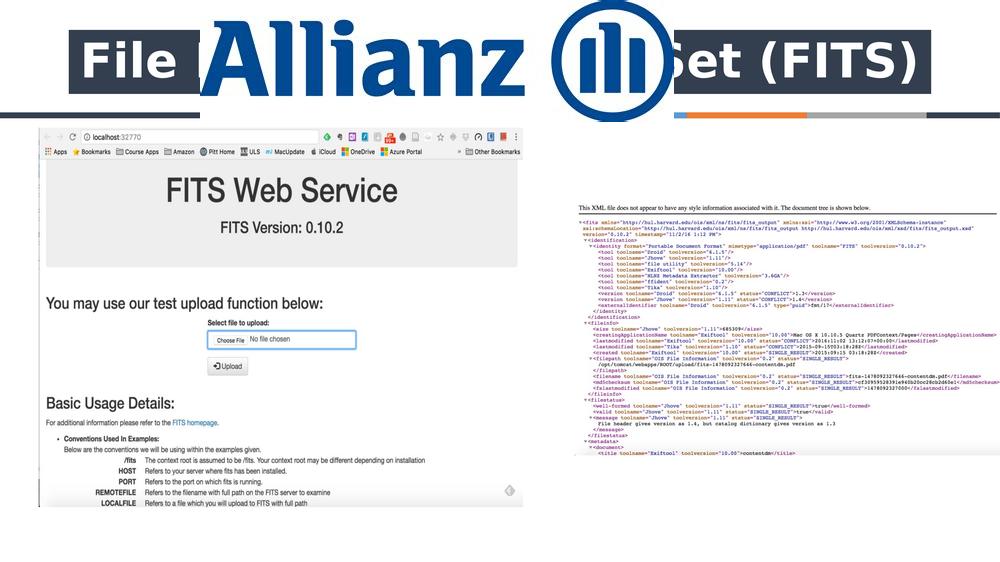 File Allianz Set (FITS)
localhost:32770
Apps Bookmarks Course Apps Amazon Pitt Home ULS MacUpdate iCloud OneDrive Azure Portal » Other Bookmarks
FITS Web Service
FITS Version: 0.10.2
You may use our test upload function below:
Select file to upload:
Choose File No file chosen
Upload
Basic Usage Details:
For additional information please refer to the FITS homepage.
• Conventions Used In Examples:
Below are the conventions we will be using within the examples given.
/fits The context root is assumed to be /fits. Your context root may be different depending on installation
HOST Refers to your server where fits has been installed.
PORT Refers to the port on which fits is running.
REMOTEFILE Refers to the filename with full path on the FITS server to examine
LOCALFILE Refers to a file which you will upload to FITS with full path
This XML file does not appear to have any style information associated with it. The document tree is shown below.
▼<fits xmlns="http://hul.harvard.edu/ois/xml/ns/fits/fits_output" xmlns:xsi="http://www.w3.org/2001/XMLSchema-instance"
xsi:schemaLocation="http://hul.harvard.edu/ois/xml/ns/fits/fits_output http://hul.harvard.edu/ois/xml/xsd/fits/fits_output.xsd"
version="0.10.2" timestamp="11/2/16 1:12 PM">
▼<identification>
▼<identity format="Portable Document Format" mimetype="application/pdf" toolname="FITS" toolversion="0.10.2">
<tool toolname="Droid" toolversion="6.1.5"/>
<tool toolname="Jhove" toolversion="1.11"/>
<tool toolname="file utility" toolversion="5.14"/>
<tool toolname="Exiftool" toolversion="10.00"/>
<tool toolname="NLNZ Metadata Extractor" toolversion="3.6GA"/>
<tool toolname="ffident" toolversion="0.2"/>
<tool toolname="Tika" toolversion="1.10"/>
<version toolname="Droid" toolversion="6.1.5" status="CONFLICT">1.3</version>
<version toolname="Jhove" toolversion="1.11" status="CONFLICT">1.4</version>
<externalIdentifier toolname="Droid" toolversion="6.1.5" type="puid">fmt/17</externalIdentifier>
</identity>
</identification>
▼<fileinfo>
<size toolname="Jhove" toolversion="1.11">685309</size>
<creatingApplicationName toolname="Exiftool" toolversion="10.00">Mac OS X 10.10.5 Quartz PDFContext/Pages</creatingApplicationName>
<lastmodified toolname="Exiftool" toolversion="10.00" status="CONFLICT">2016:11:02 13:12:07+00:00</lastmodified>
<lastmodified toolname="Tika" toolversion="1.10" status="CONFLICT">2015-09-15T03:18:28Z</lastmodified>
<created toolname="Exiftool" toolversion="10.00" status="SINGLE_RESULT">2015:09:15 03:18:28Z</created>
▼<filepath toolname="OIS File Information" toolversion="0.2" status="SINGLE_RESULT">
/opt/tomcat/webapps/ROOT/upload/fits-1478092327646-contentdm.pdf
</filepath>
<filename toolname="OIS File Information" toolversion="0.2" status="SINGLE_RESULT">fits-1478092327646-contentdm.pdf</filename>
<fslastmodified toolname="OIS File Information" toolversion="0.2" status="SINGLE_RESULT">1478092327000</fslastmodified>
</fileinfo>
▼<filestatus>
<well-formed toolname="Jhove" toolversion="1.11" status="SINGLE_RESULT">true</well-formed>
<valid toolname="Jhove" toolversion="1.11" status="SINGLE_RESULT">true</valid>
▼<message toolname="Jhove" toolversion="1.11" status="SINGLE_RESULT">
File header gives version as 1.4, but catalog dictionary gives version as 1.3
</message>
</filestatus>
▼<metadata>
▼<document>
<title toolname="Exiftool" toolversion="10.00">contentdm</title>